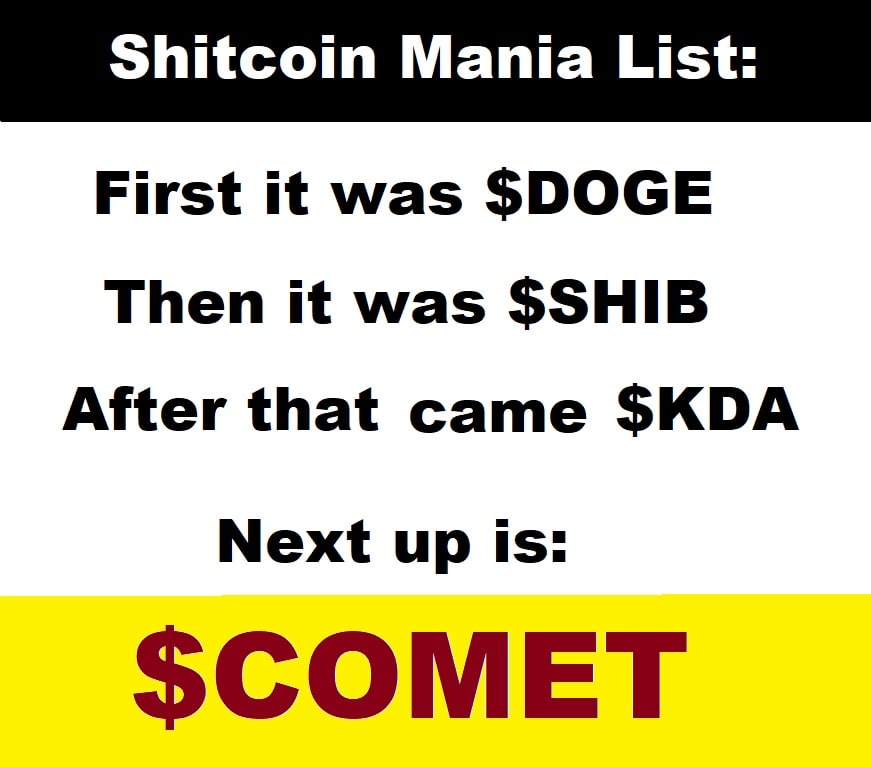 Shitcoin Mania List:
First it was $DOGE
Then it was $SHIB
After that came $KDA
Next up is:
$COMET